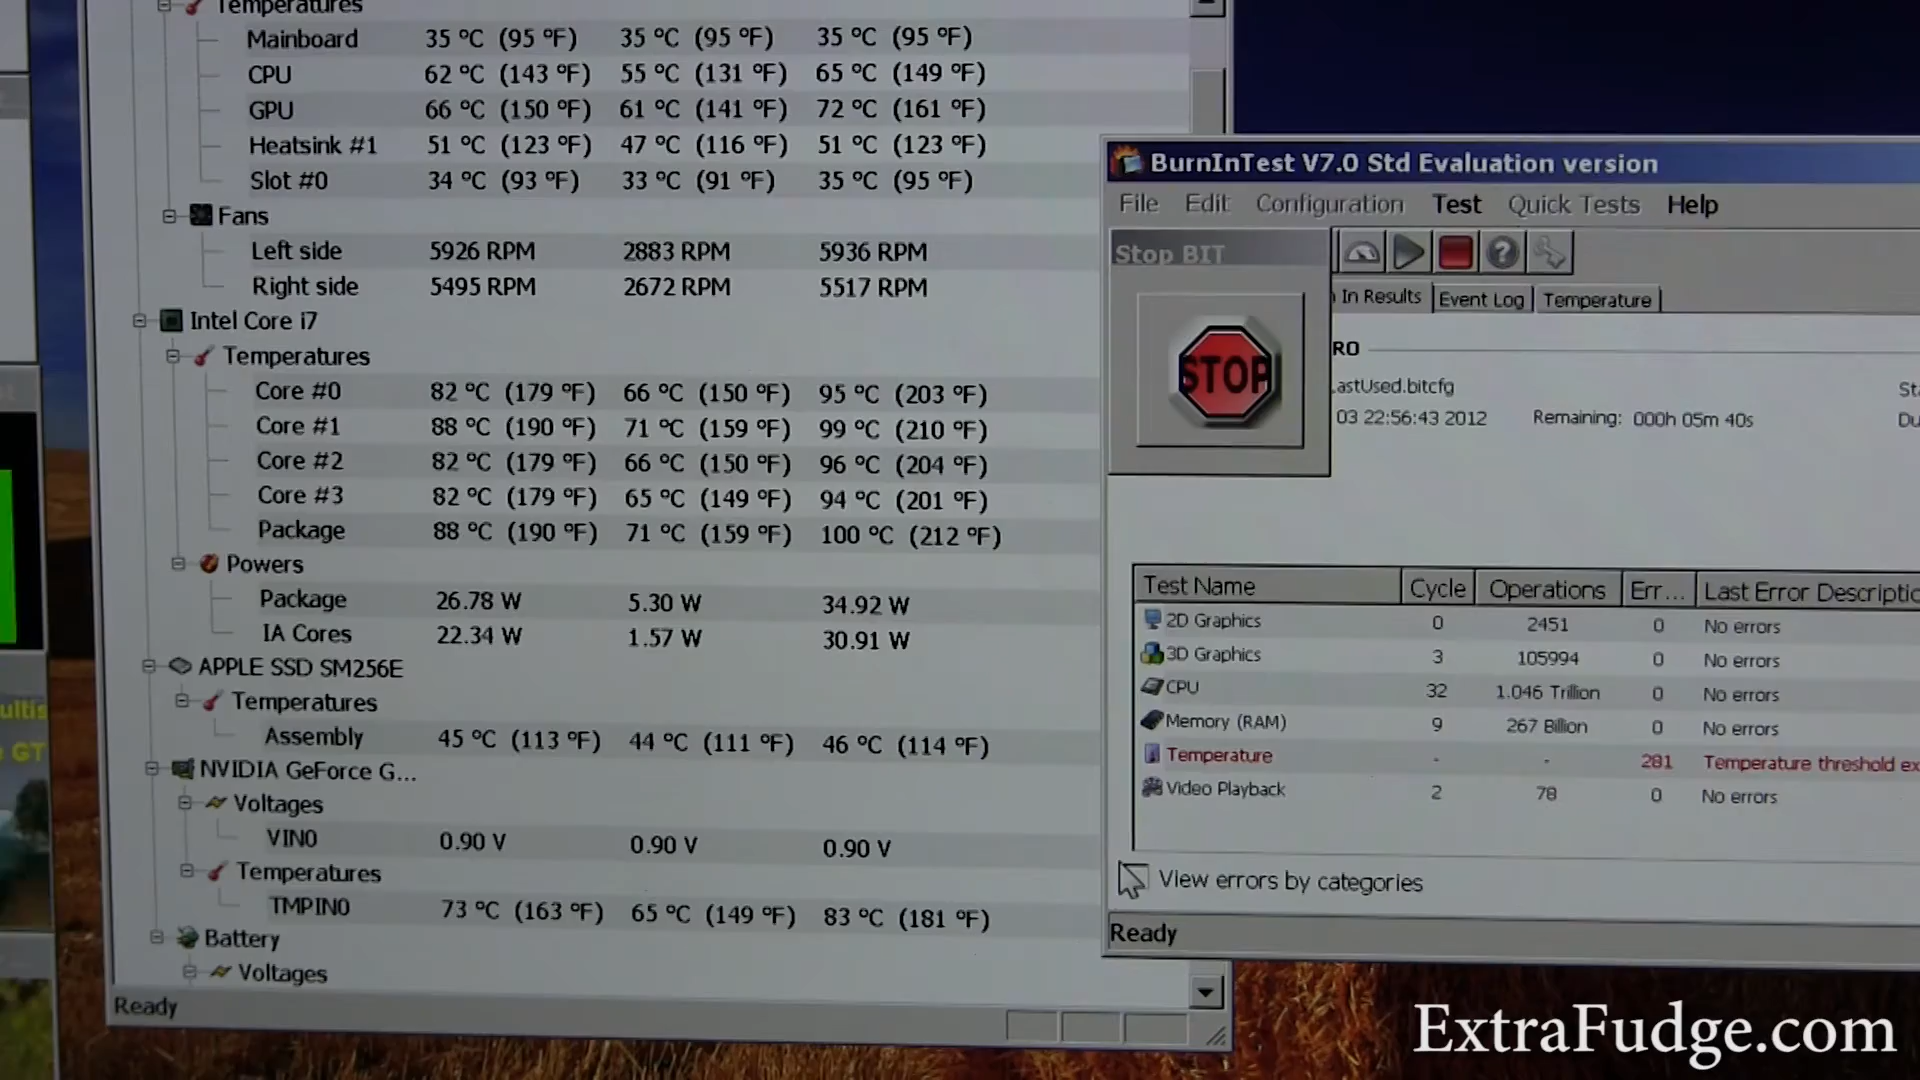 Temperatures
Mainboard 35 °C (95 °F) 35 °C (95 °F) 35 °C (95 °F)
CPU 62 °C (143 °F) 55 °C (131 °F) 65 °C (149 °F)
GPU 66 °C (150 °F) 61 °C (141 °F) 72 °C (161 °F)
Heatsink #1 51 °C (123 °F) 47 °C (116 °F) 51 °C (123 °F)
Slot #0 34 °C (93 °F) 33 °C (91 °F) 35 °C (95 °F)
Fans
Left side 5926 RPM 2883 RPM 5936 RPM
Right side 5495 RPM 2672 RPM 5517 RPM
Intel Core i7
Temperatures
Core #0 82 °C (179 °F) 66 °C (150 °F) 95 °C (203 °F)
Core #1 88 °C (190 °F) 71 °C (159 °F) 99 °C (210 °F)
Core #2 82 °C (179 °F) 66 °C (150 °F) 96 °C (204 °F)
Core #3 82 °C (179 °F) 65 °C (149 °F) 94 °C (201 °F)
Package 88 °C (190 °F) 71 °C (159 °F) 100 °C (212 °F)
Powers
Package 26.78 W 5.30 W 34.92 W
IA Cores 22.34 W 1.57 W 30.91 W
APPLE SSD SM256E
Temperatures
Assembly 45 °C (113 °F) 44 °C (111 °F) 46 °C (114 °F)
NVIDIA GeForce G...
Voltages
VIN0 0.90 V 0.90 V 0.90 V
Temperatures
TMPIN0 73 °C (163 °F) 65 °C (149 °F) 83 °C (181 °F)
Battery
Voltages
Ready
BurnInTest V7.0 Std Evaluation version
File Edit Configuration Test Quick Tests Help
Stop BIT
STOP
In Results Event Log Temperature
RO
astUsed.bitcfg
03 22:56:43 2012 Remaining: 000h 05m 40s
Test Name Cycle Operations Err... Last Error Descriptio
2D Graphics 0 2451 0 No errors
3D Graphics 3 105994 0 No errors
CPU 32 1.046 Trillion 0 No errors
Memory (RAM) 9 267 Billion 0 No errors
Temperature - - 281 Temperature threshold ex
Video Playback 2 78 0 No errors
View errors by categories
Ready
GT
ExtraFudge.com